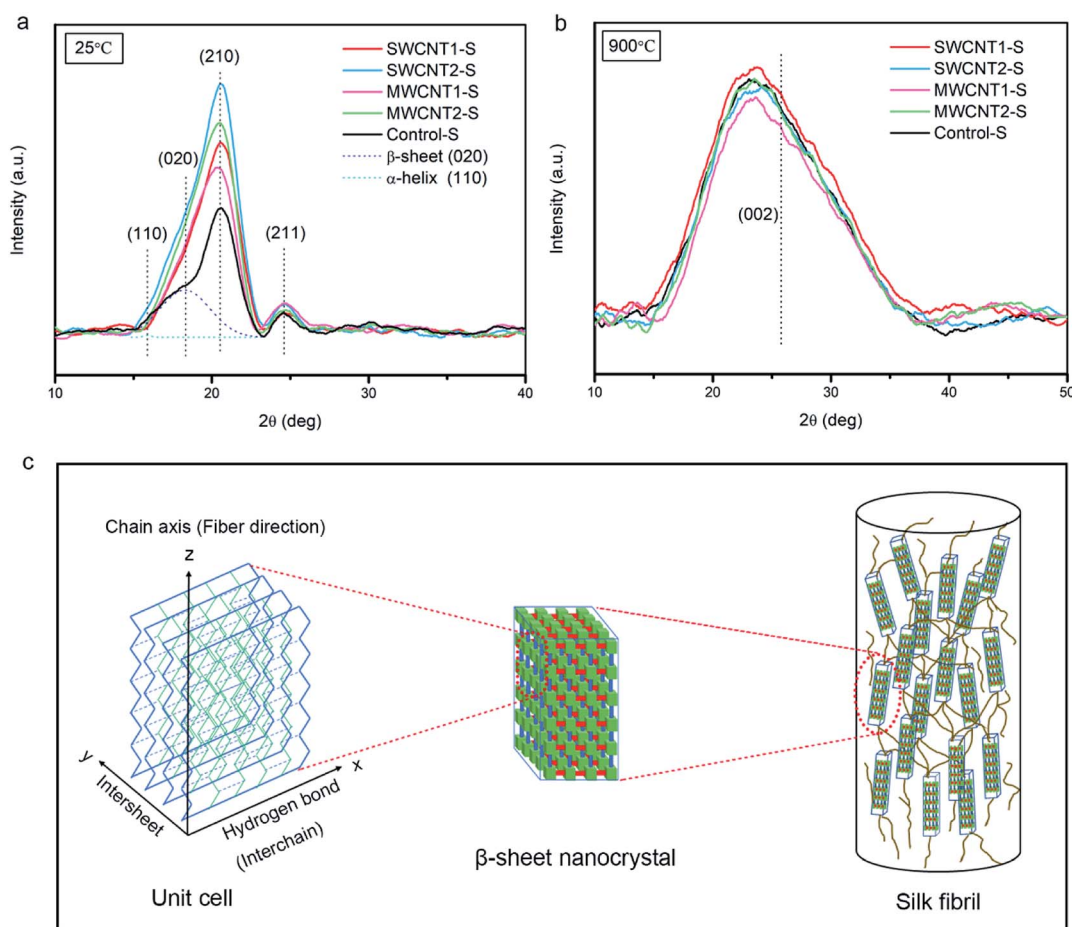 a
25°C
SWCNT1-S
SWCNT2-S
MWCNT1-S
MWCNT2-S
Control-S
β-sheet (020)
α-helix (110)
(210)
(020)
(110)
(211)
Intensity (a.u.)
10
20
30
40
2θ (deg)
b
900°C
SWCNT1-S
SWCNT2-S
MWCNT1-S
MWCNT2-S
Control-S
(002)
Intensity (a.u.)
10
20
30
40
50
2θ (deg)
c
Chain axis (Fiber direction)
z
y
x
Intersheet
Hydrogen bond
(Interchain)
Unit cell
β-sheet nanocrystal
Silk fibril